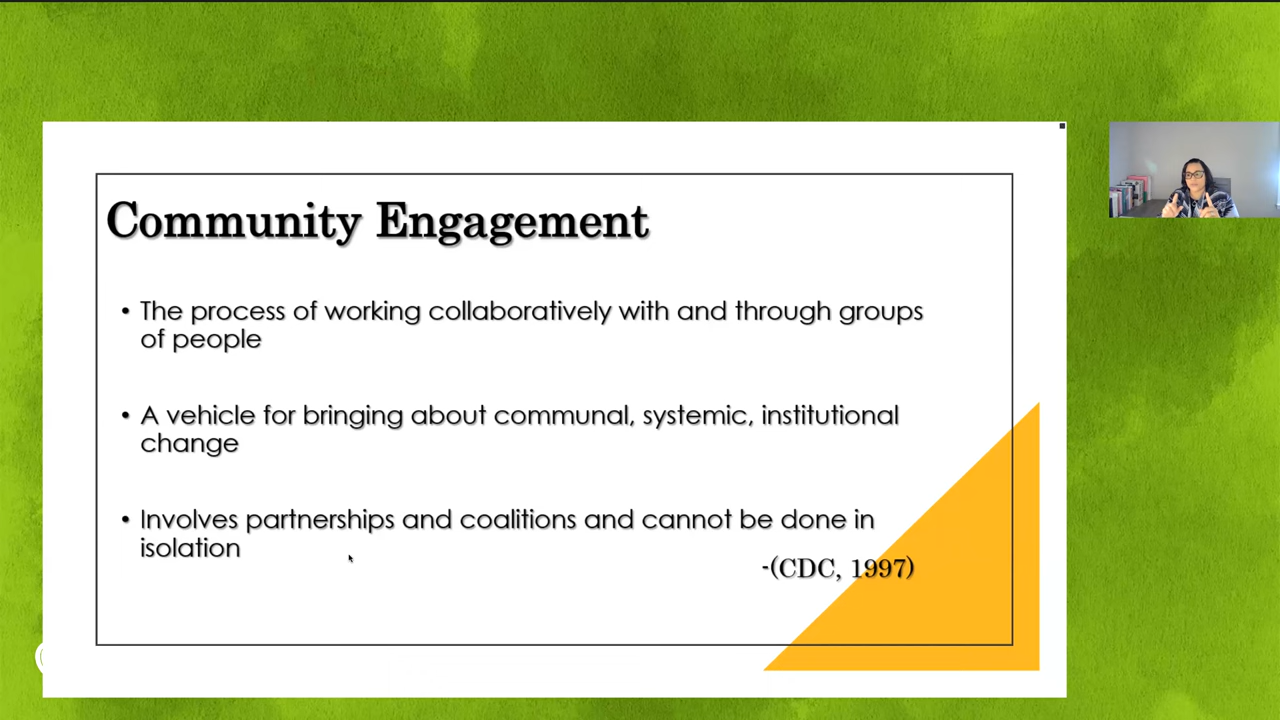 Community Engagement
• The process of working collaboratively with and through groups
of people
• A vehicle for bringing about communal, systemic, institutional
change
• Involves partnerships and coalitions and cannot be done in
isolation
-(CDC, 1997)